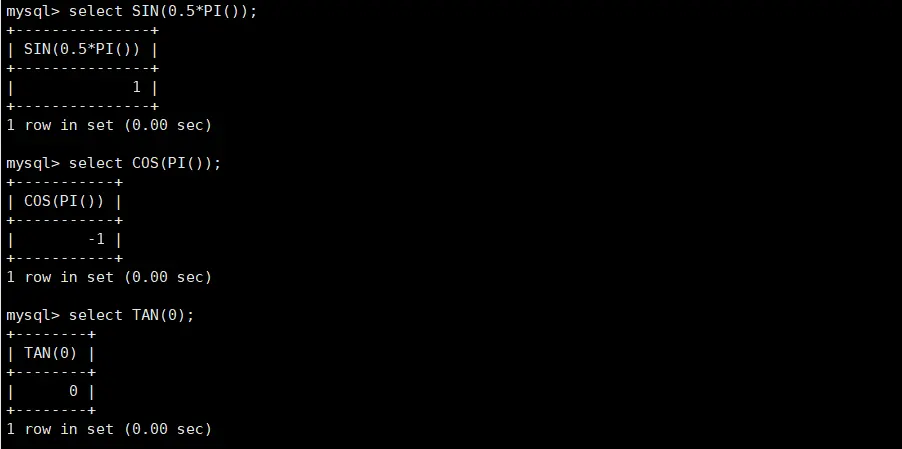 mysql> select SIN(0.5*PI());
+---------------+
| SIN(0.5*PI()) |
+---------------+
|             1 |
+---------------+
1 row in set (0.00 sec)

mysql> select COS(PI());
+-----------+
| COS(PI()) |
+-----------+
|        -1 |
+-----------+
1 row in set (0.00 sec)

mysql> select TAN(0);
+--------+
| TAN(0) |
+--------+
|      0 |
+--------+
1 row in set (0.00 sec)